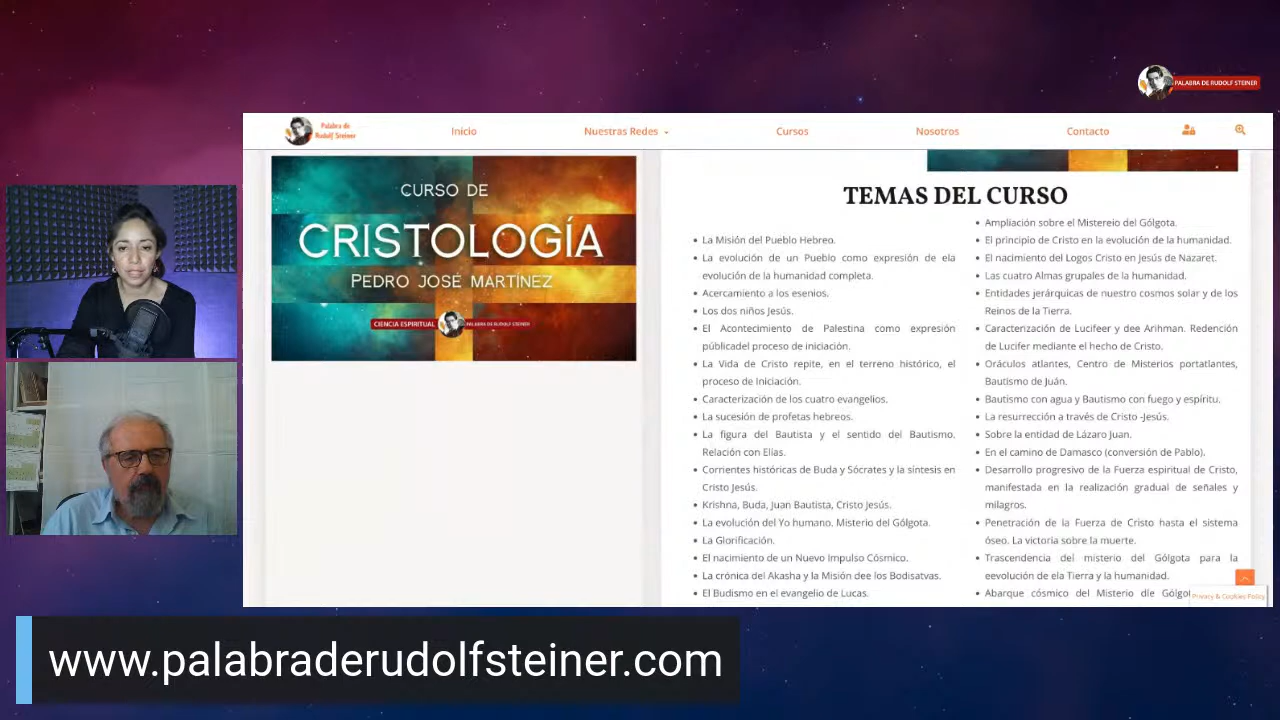 PALABRA DE RUDOLF STEINER
Palabra de
Rudolf Steiner
Inicio
Nuestras Redes
Cursos
Nosotros
Contacto
CURSO DE
CRISTOLOGÍA
PEDRO JOSÉ MARTÍNEZ
CIENCIA ESPIRITUAL
PALABRA DE RUDOLF STEINER
TEMAS DEL CURSO
La Misión del Pueblo Hebreo.
La evolución de un Pueblo como expresión de ela
evolución de la humanidad completa.
Acercamiento a los esenios.
Los dos niños Jesús.
El Acontecimiento de Palestina como expresión
públicadel proceso de iniciación.
La Vida de Cristo repite, en el terreno histórico, el
proceso de Iniciación.
Caracterización de los cuatro evangelios.
La sucesión de profetas hebreos.
La figura del Bautista y el sentido del Bautismo.
Relación con Elías.
Corrientes históricas de Buda y Sócrates y la síntesis en
Cristo Jesús.
Krishna, Buda, Juan Bautista, Cristo Jesús.
La evolución del Yo humano. Misterio del Gólgota.
La Glorificación.
El nacimiento de un Nuevo Impulso Cósmico.
La crónica del Akasha y la Misión dee los Bodisatvas.
El Budismo en el evangelio de Lucas.
Ampliación sobre el Mistereio del Gólgota.
El principio de Cristo en la evolución de la humanidad.
El nacimiento del Logos Cristo en Jesús de Nazaret.
Las cuatro Almas grupales de la humanidad.
Entidades jerárquicas de nuestro cosmos solar y de los
Reinos de la Tierra.
Caracterización de Lucifeer y dee Arihman. Redención
de Lucifer mediante el hecho de Cristo.
Oráculos atlantes, Centro de Misterios portatlantes,
Bautismo de Juán.
Bautismo con agua y Bautismo con fuego y espíritu.
La resurrección a través de Cristo -Jesús.
Sobre la entidad de Lázaro Juan.
En el camino de Damasco (conversión de Pablo).
Desarrollo progresivo de la Fuerza espiritual de Cristo,
manifestada en la realización gradual de señales y
milagros.
Penetración de la Fuerza de Cristo hasta el sistema
óseo. La victoria sobre la muerte.
Trascendencia del misterio del Gólgota para la
eevolución de ela Tierra y la humanidad.
Abarque cósmico del Misterio díe Gólgo
Privacy & Cookies Policy
www.palabraderudolfsteiner.com